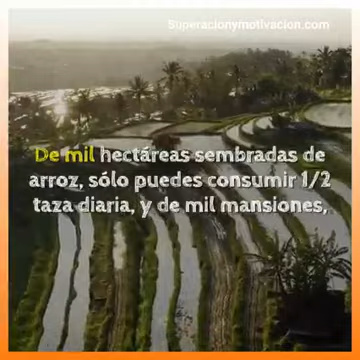 Superacionymotivacion.com
De mil hectáreas sembradas de
arroz, sólo puedes consumir 1/2
taza diaria, y de mil mansiones,